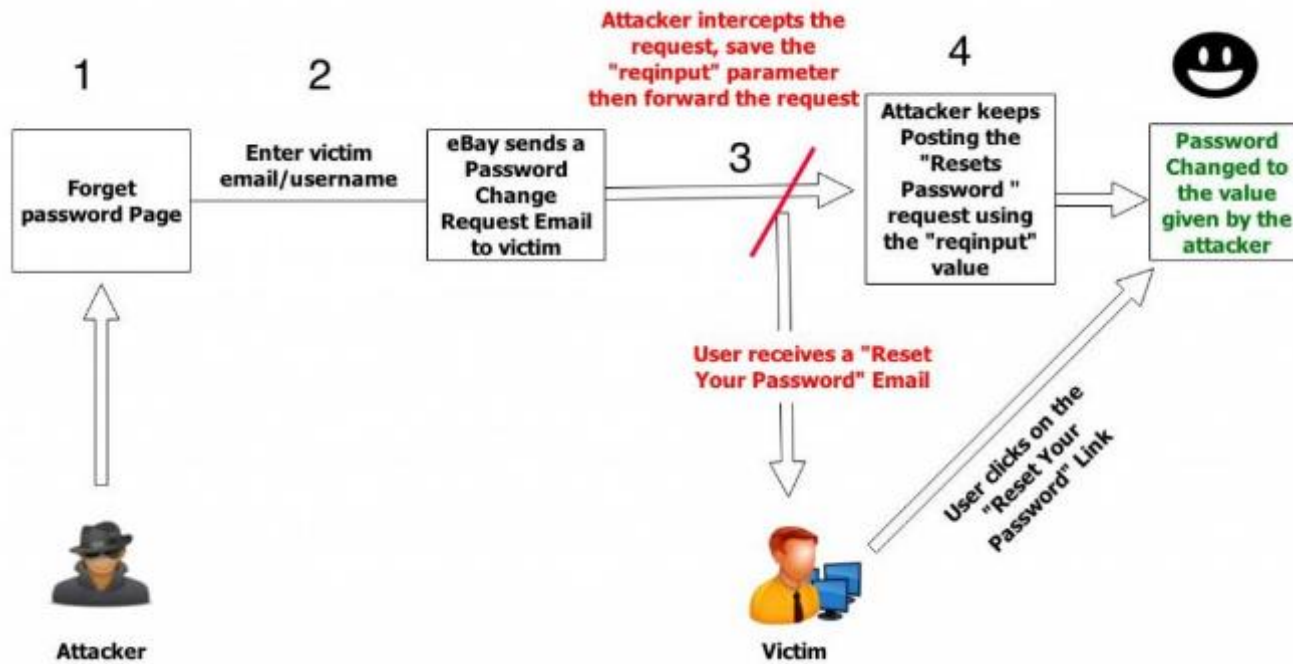 1
Forget
password Page
2
Enter victim
email/username
eBay sends a
Password
Change
Request Email
to victim
Attacker intercepts the
request, save the
"reqinput" parameter
then forward the request
3
4
Attacker keeps
Posting the
"Resets
Password "
request using
the "reqinput"
value
Password
Changed to
the value
given by the
attacker
User receives a "Reset
Your Password" Email
User clicks on the
"Reset Your
Password" Link
Attacker
Victim